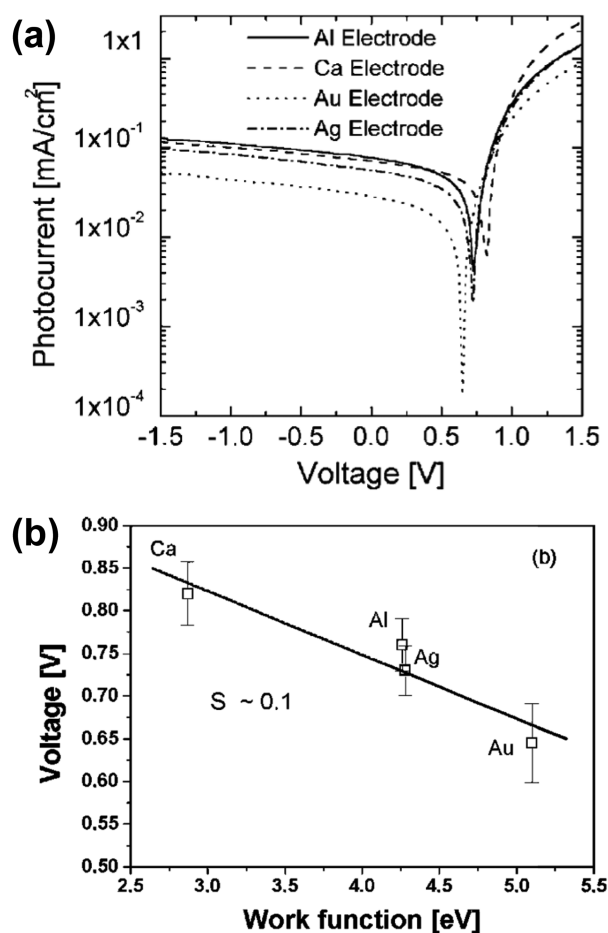 (a)
Al Electrode
Ca Electrode
Au Electrode
Ag Electrode
Photocurrent [mA/cm²]
1x1
1x10⁻¹
1x10⁻²
1x10⁻³
1x10⁻⁴
-1.5 -1.0 -0.5 0.0 0.5 1.0 1.5
Voltage [V]
(b)
(b)
Voltage [V]
0.90
0.85
0.80
0.75
0.70
0.65
0.60
0.55
0.50
Ca
Al
Ag
Au
S ~ 0.1
2.5 3.0 3.5 4.0 4.5 5.0 5.5
Work function [eV]